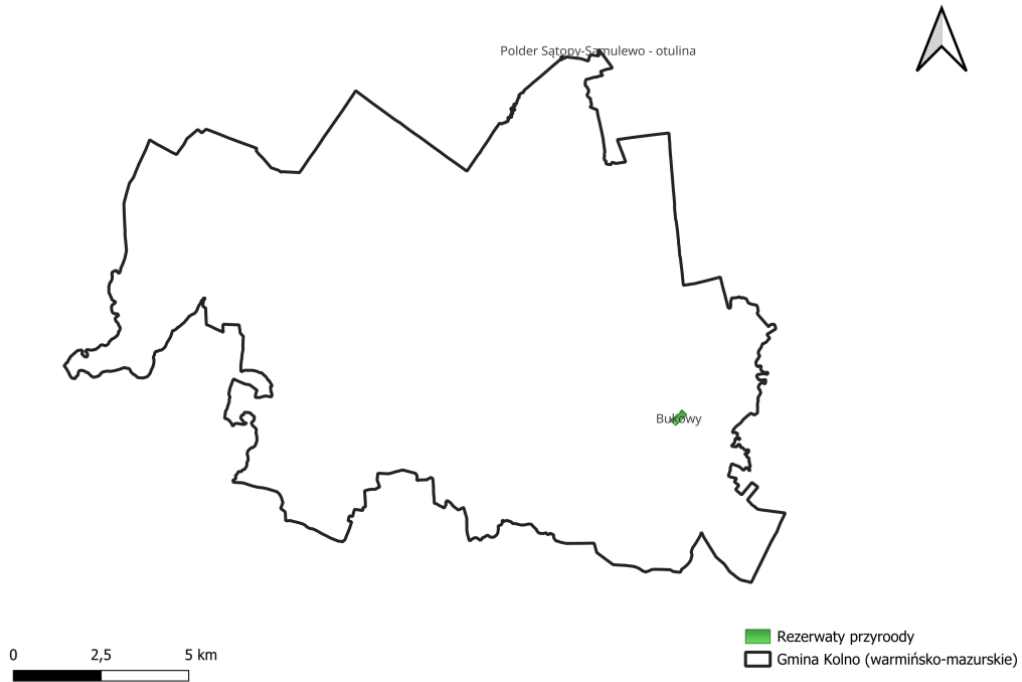 Polder Sątopy-Samulewo - otulina
Bukowy
0 2,5 5 km
Rezerwaty przyroody
Gmina Kolno (warmińsko-mazurskie)